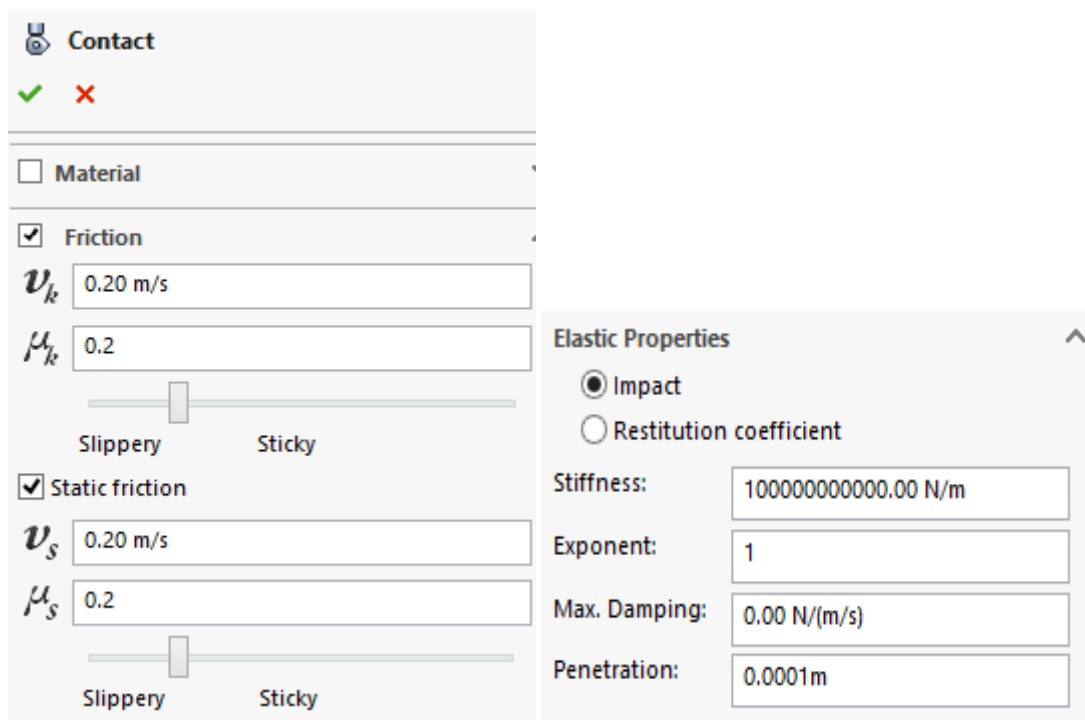 Contact
Material
Friction
v_k 0.20 m/s
μ_k 0.2
Slippery Sticky
Static friction
v_s 0.20 m/s
μ_s 0.2
Slippery Sticky
Elastic Properties
Impact
Restitution coefficient
Stiffness: 100000000000.00 N/m
Exponent: 1
Max. Damping: 0.00 N/(m/s)
Penetration: 0.0001m